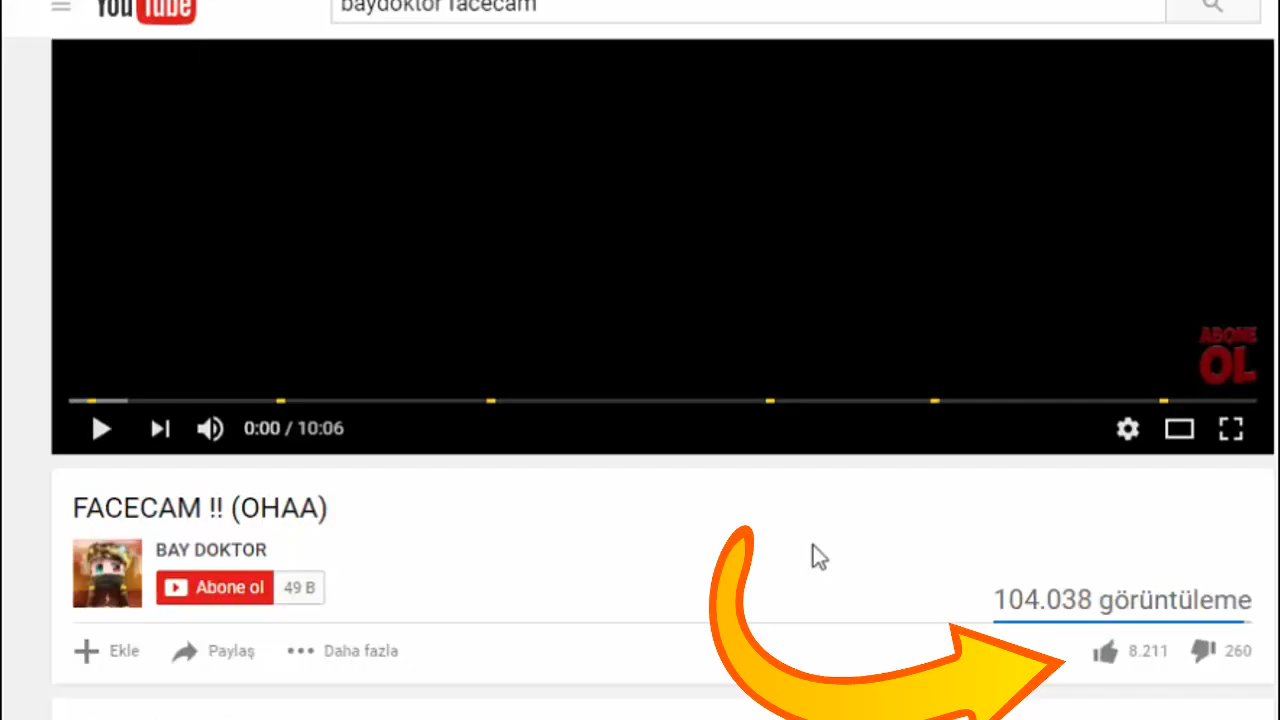 YouTube
baydoktor facecam
ABONE
OL
0:00 / 10:06
FACECAM !! (OHAA)
BAY DOKTOR
Abone ol 49 B
104.038 görüntüleme
Ekle Paylaş Daha fazla 8.211 260